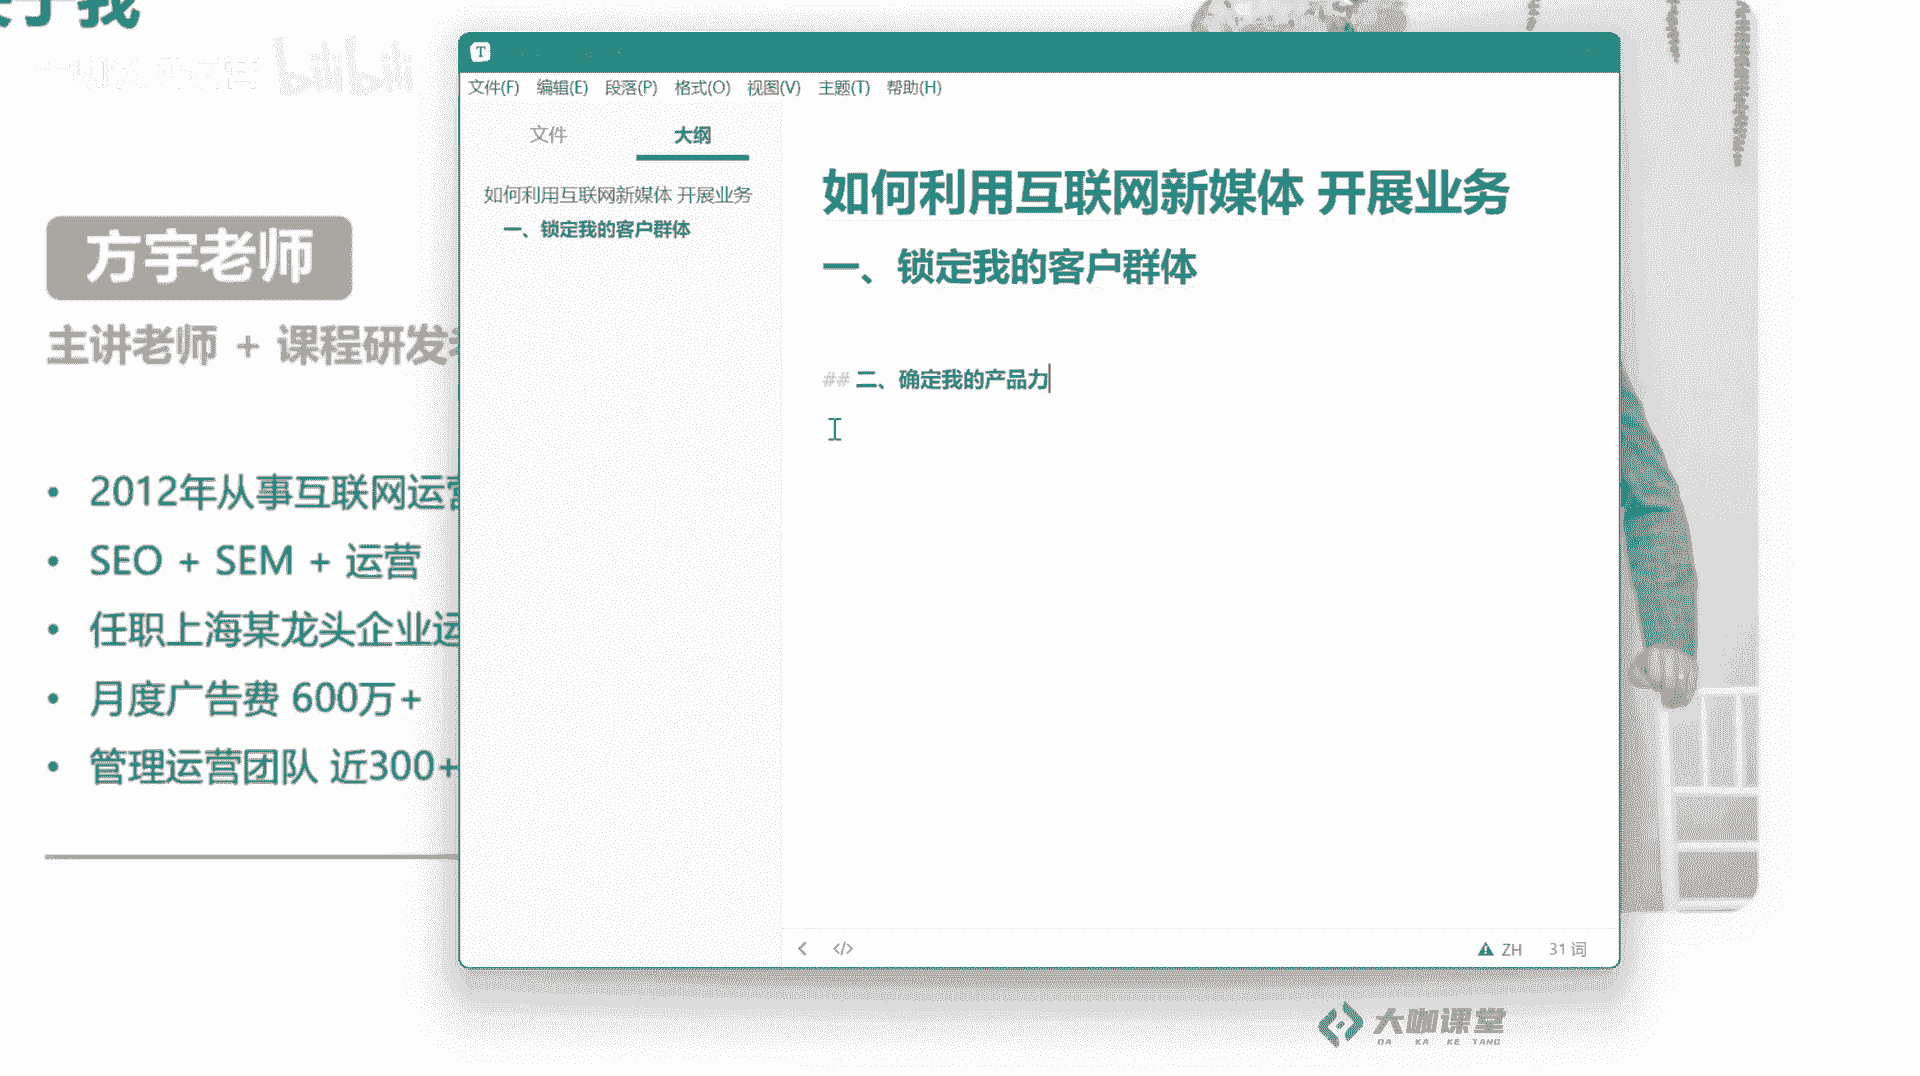 于我
bilibili
方宇老师
主讲老师 + 课程研发
2012年从事互联网运营
SEO + SEM + 运营
任职上海某龙头企业运
月度广告费 600万+
管理运营团队 近300+
T
文件(F) 编辑(E) 段落(P) 格式(O) 视图(V) 主题(T) 帮助(H)
文件 大纲
如何利用互联网新媒体 开展业务
一、锁定我的客户群体
如何利用互联网新媒体 开展业务
一、锁定我的客户群体
## 二、确定我的产品力
ZH 31 词
大咖课堂
DA KA KE TANG